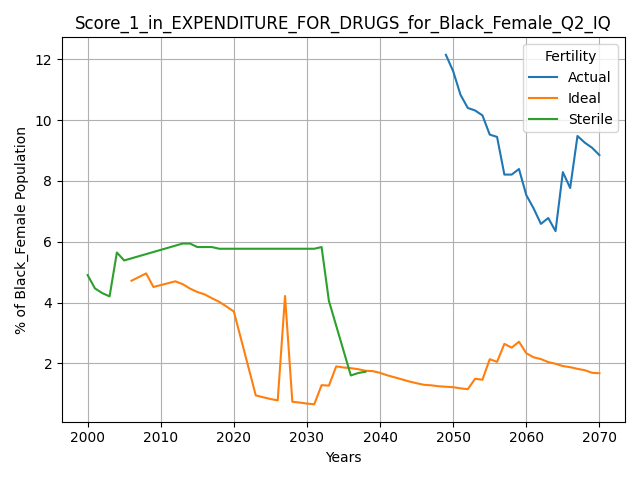 Score_1_in_EXPENDITURE_FOR_DRUGS_for_Black_Female_Q2_IQ
Fertility
Actual
Ideal
Sterile
% of Black_Female Population
12
10
8
6
4
2
2000
2010
2020
2030
2040
2050
2060
2070
Years